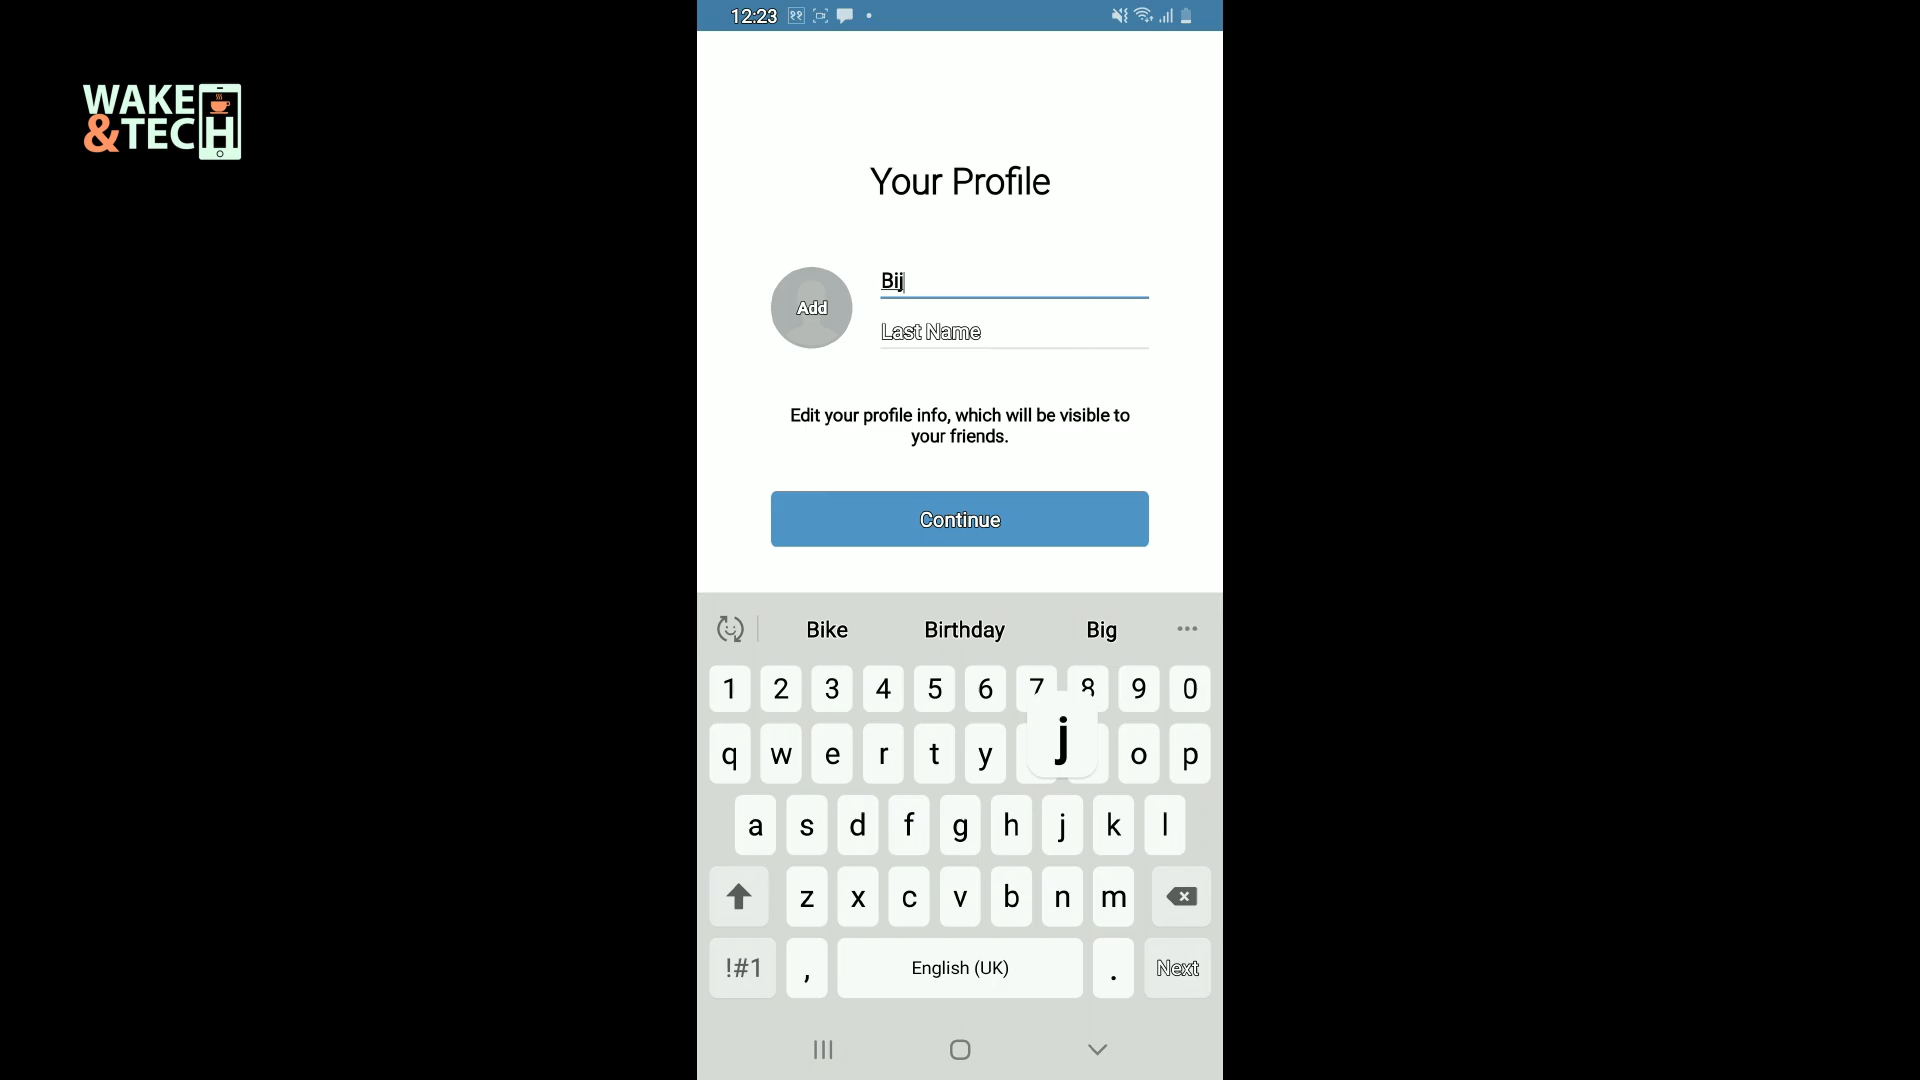 12:23
WAKE
&TECH
Your Profile
Bij
Add
Last Name
Edit your profile info, which will be visible to
your friends.
Continue
Bike Birthday Big
1 2 3 4 5 6 7 8 9 0
q w e r t y j o p
a s d f g h j k l
z x c v b n m
!#1 , English (UK) . Next